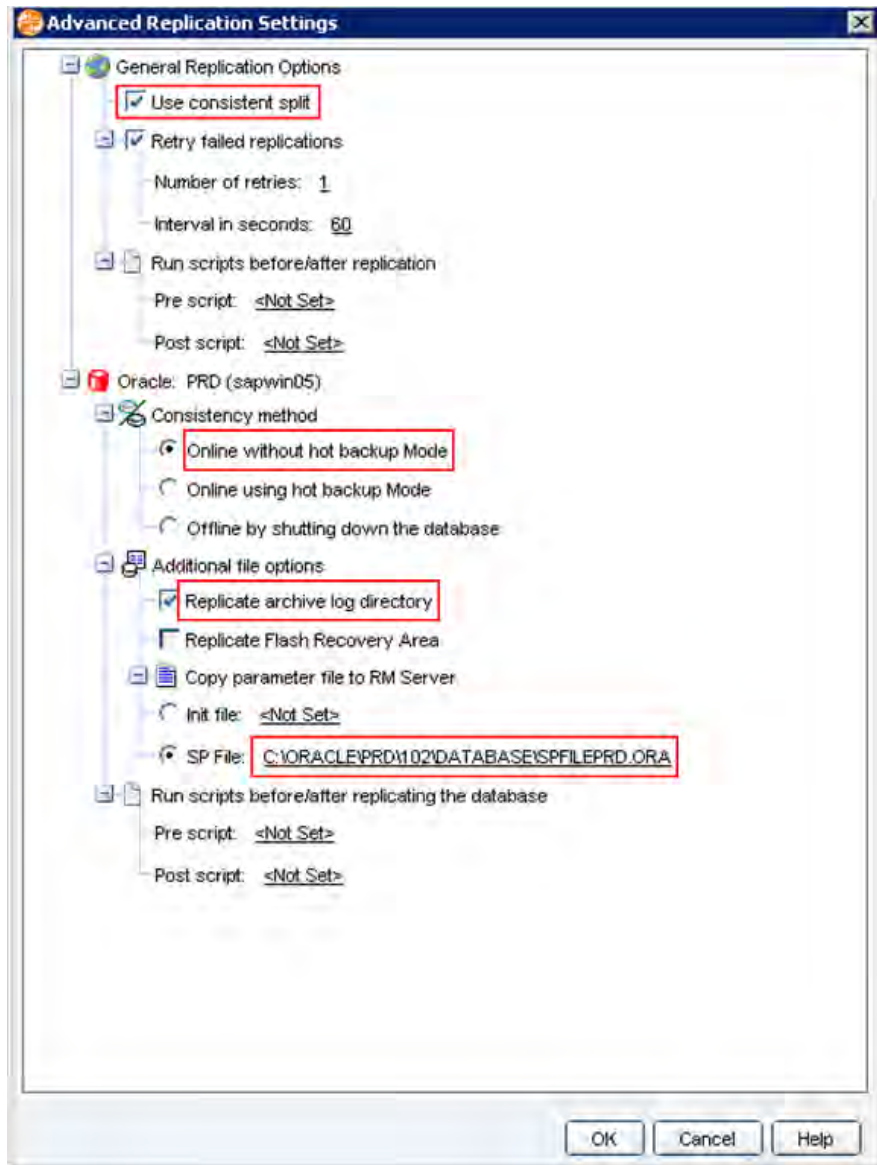 Advanced Replication Settings
General Replication Options
Use consistent split
Retry failed replications
Number of retries: 1
Interval in seconds: 60
Run scripts before/after replication
Pre script: <Not Set>
Post script: <Not Set>
Oracle: PRD (sapwin05)
Consistency method
Online without hot backup Mode
Online using hot backup Mode
Offline by shutting down the database
Additional file options
Replicate archive log directory
Replicate Flash Recovery Area
Copy parameter file to RM Server
Init file: <Not Set>
SP File: C:\ORACLE\PRD\102\DATABASE\SPFILEPRD.ORA
Run scripts before/after replicating the database
Pre script: <Not Set>
Post script: <Not Set>
OK Cancel Help